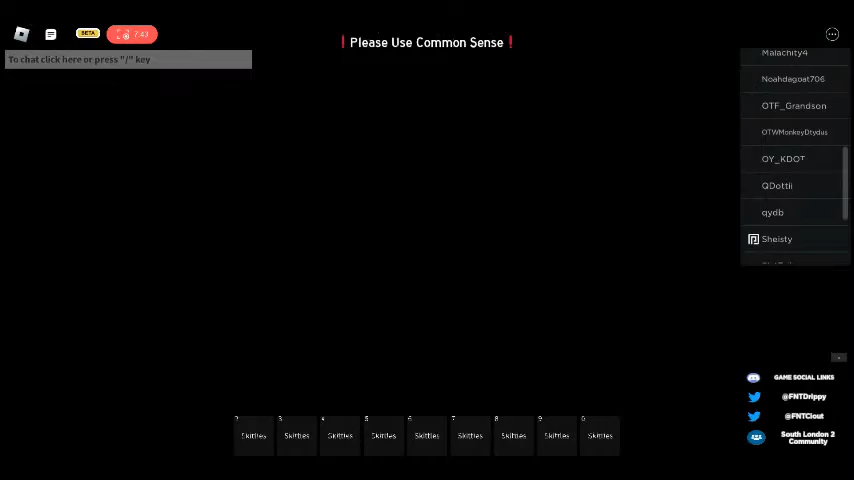 BETA
7:43
❗Please Use Common Sense❗
To chat click here or press "/" key
Malachity4
Noahdagoat706
OTF_Grandson
OTWMonkeyDtydus
OY_KDOT
QDottii
qydb
Sheisty
GAME SOCIAL LINKS
@FNTDrippy
@FNTClout
South London 2
Community
2 3 4 5 6 7 8 9 0
Skittles Skittles Skittles Skittles Skittles Skittles Skittles Skittles Skittles